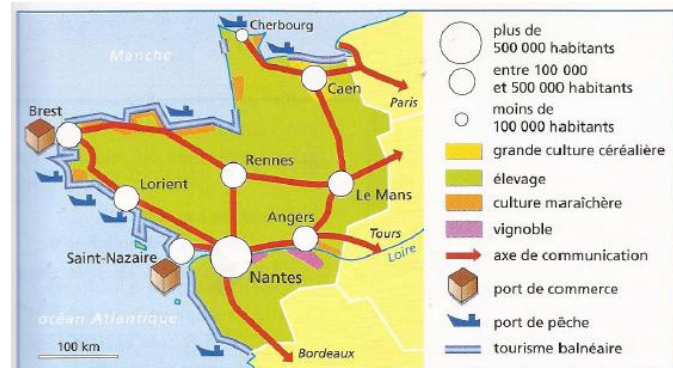 Manche
Cherbourg
Caen
Paris
Brest
Rennes
Lorient
Le Mans
Angers
Tours
Loire
Saint-Nazaire
Nantes
océan Atlantique
100 km
Bordeaux
plus de
500 000 habitants
entre 100 000
et 500 000 habitants
moins de
100 000 habitants
grande culture céréalière
élevage
culture maraîchère
vignoble
axe de communication
port de commerce
port de pêche
tourisme balnéaire